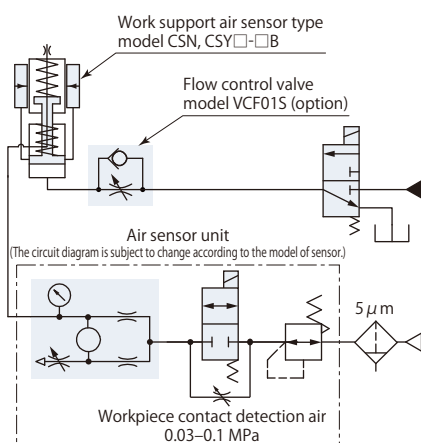 Work support air sensor type
model CSN, CSY□-□B
Flow control valve
model VCF01S (option)
Air sensor unit
(The circuit diagram is subject to change according to the model of sensor.)
5 μm
Workpiece contact detection air
0.03–0.1 MPa